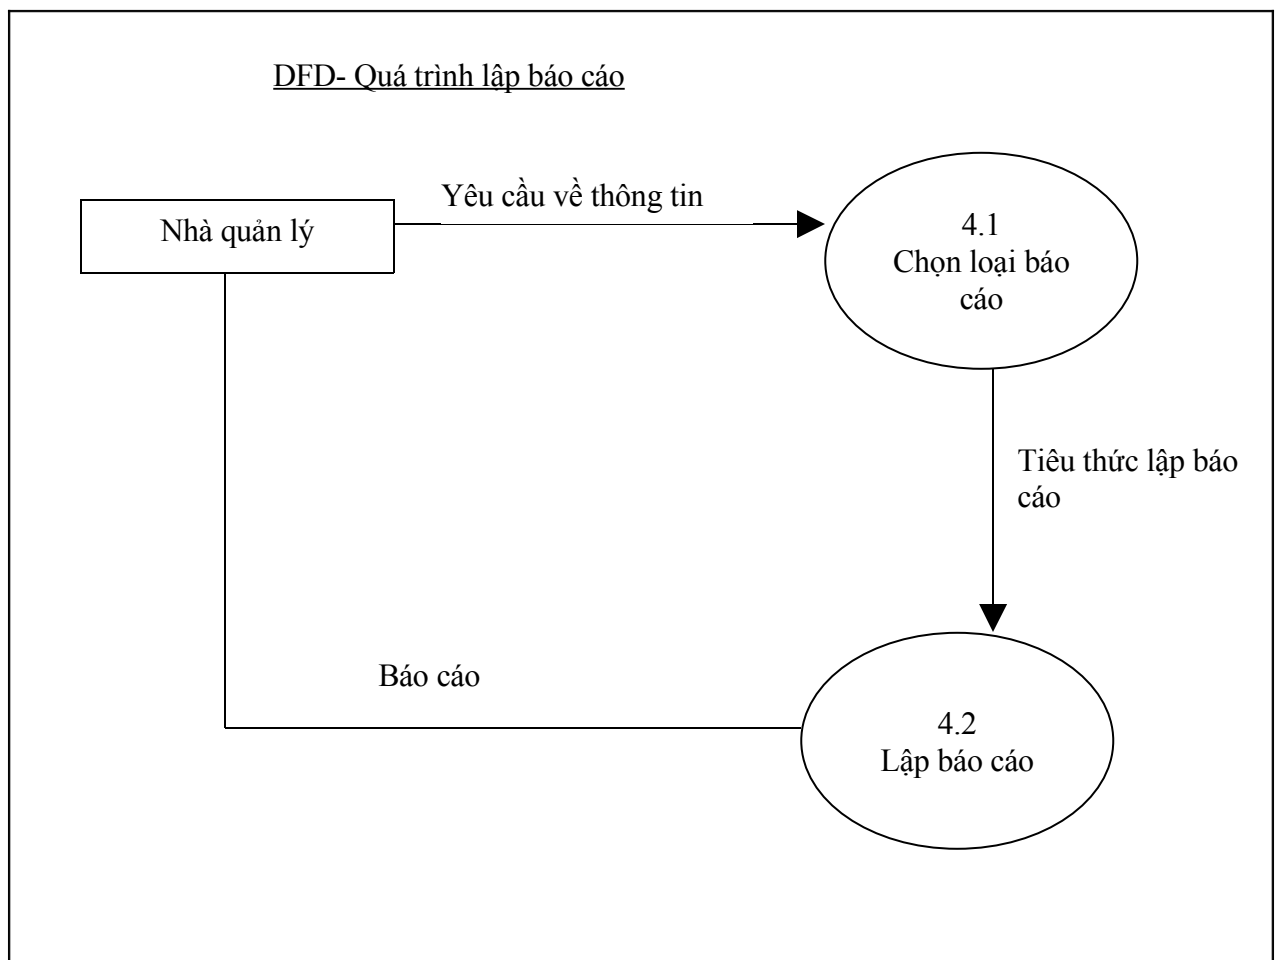 DFD- Quá trình lập báo cáo
Yêu cầu về thông tin
Nhà quản lý
4.1
Chọn loại báo
cáo
Tiêu thức lập báo
cáo
Báo cáo
4.2
Lập báo cáo